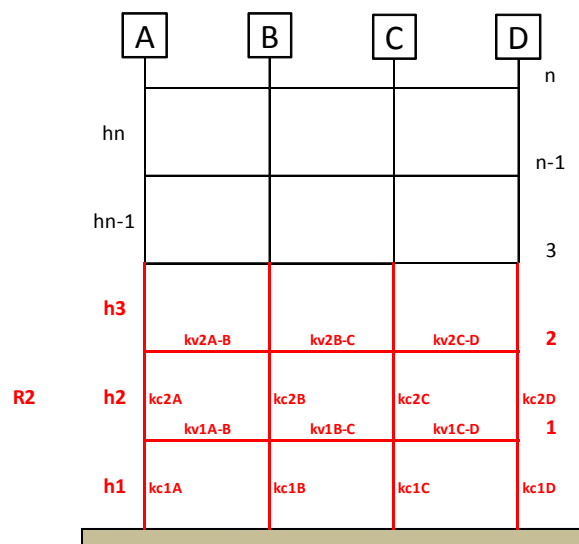 A B C D
n
hn
n-1
hn-1
3
h3
kv2A-B kv2B-C kv2C-D 2
R2 h2 kc2A kc2B kc2C kc2D
kv1A-B kv1B-C kv1C-D 1
h1 kc1A kc1B kc1C kc1D